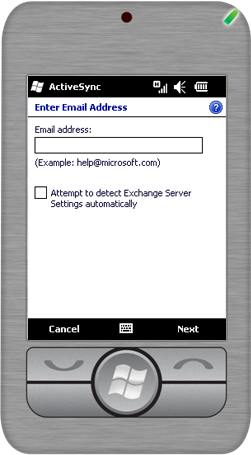 ActiveSync
Enter Email Address
Email address:
(Example: help@microsoft.com)
Attempt to detect Exchange Server
Settings automatically
Cancel Next